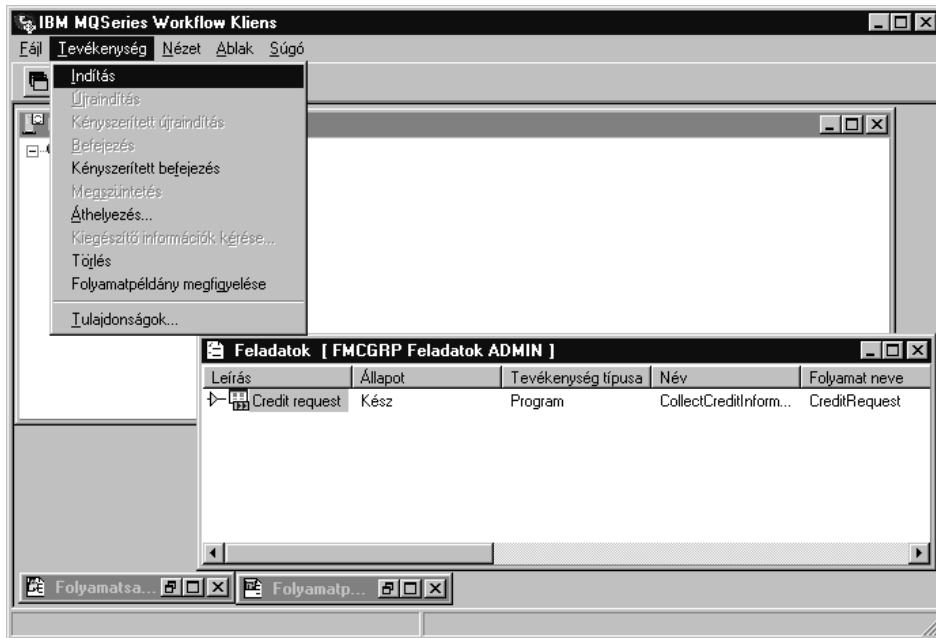 IBM MQSeries Workflow Kliens
Fájl Tevékenység Nézet Ablak Súgó
Indítás
Újraindítás
Kényszerített újraindítás
Befejezés
Kényszerített befejezés
Megszüntetés
Áthelyezés...
Kiegészítő információk kérése...
Törlés
Folyamatpéldány megfigyelése
Tulajdonságok...
Feladatok [ FMCGRP Feladatok ADMIN ]
Leírás Állapot Tevékenység típusa Név Folyamat neve
Credit request Kész Program CollectCreditInform... CreditRequest
Folyamatsa... Folyamatp...